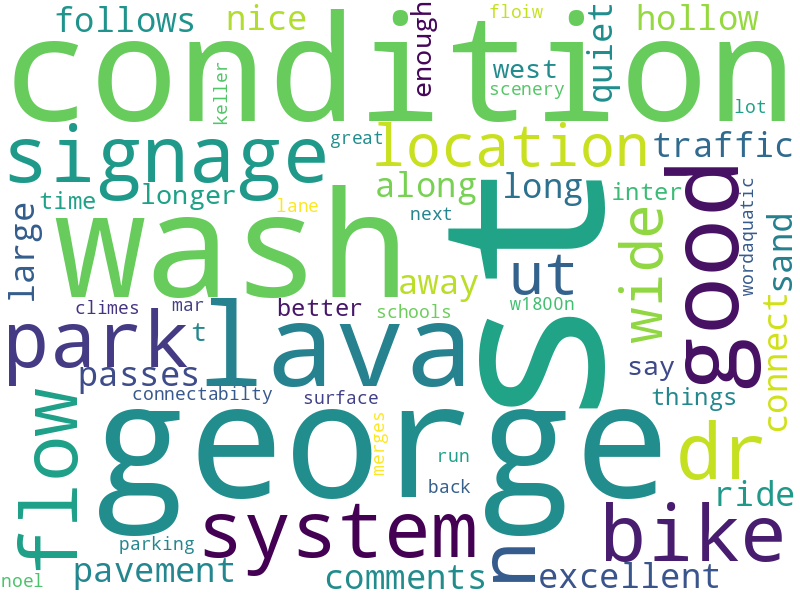 follows
nice
floiw
hollow
enough
quiet
condition
west
scenery
keller
lot
signage
great
location
traffic
time
longer
along
long
inter
lane
next
wordaquatic
large
wash
st
good
wide
sand
away
ut
climes
mar
better
schools
w1800n
park
t
lava
connect
passes
say
connectabilty
surface
things
flow
george
merges
dr
run
back
ride
system
n
bike
parking
noel
pavement
comments
excellent